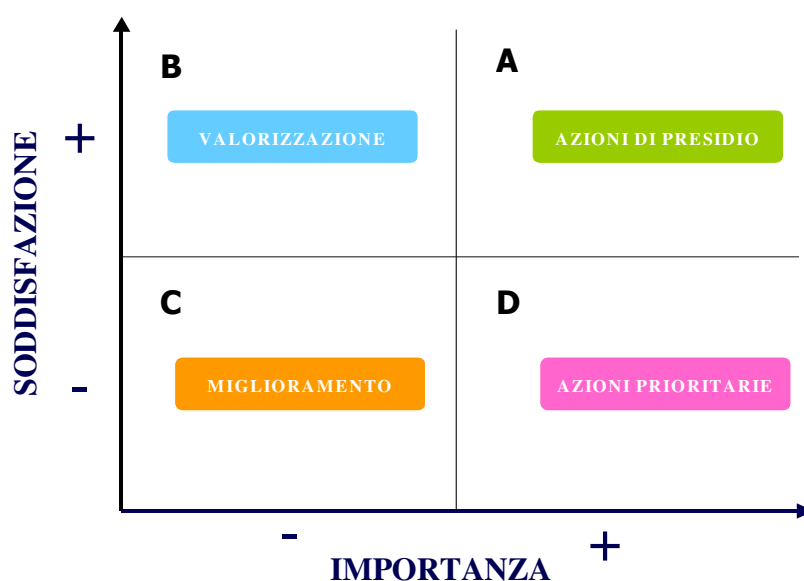 B
A
VALORIZZAZIONE
AZIONI DI PRESIDIO
+
SODDISFAZIONE
C
D
MIGLIORAMENTO
AZIONI PRIORITARIE
-
-
+
IMPORTANZA